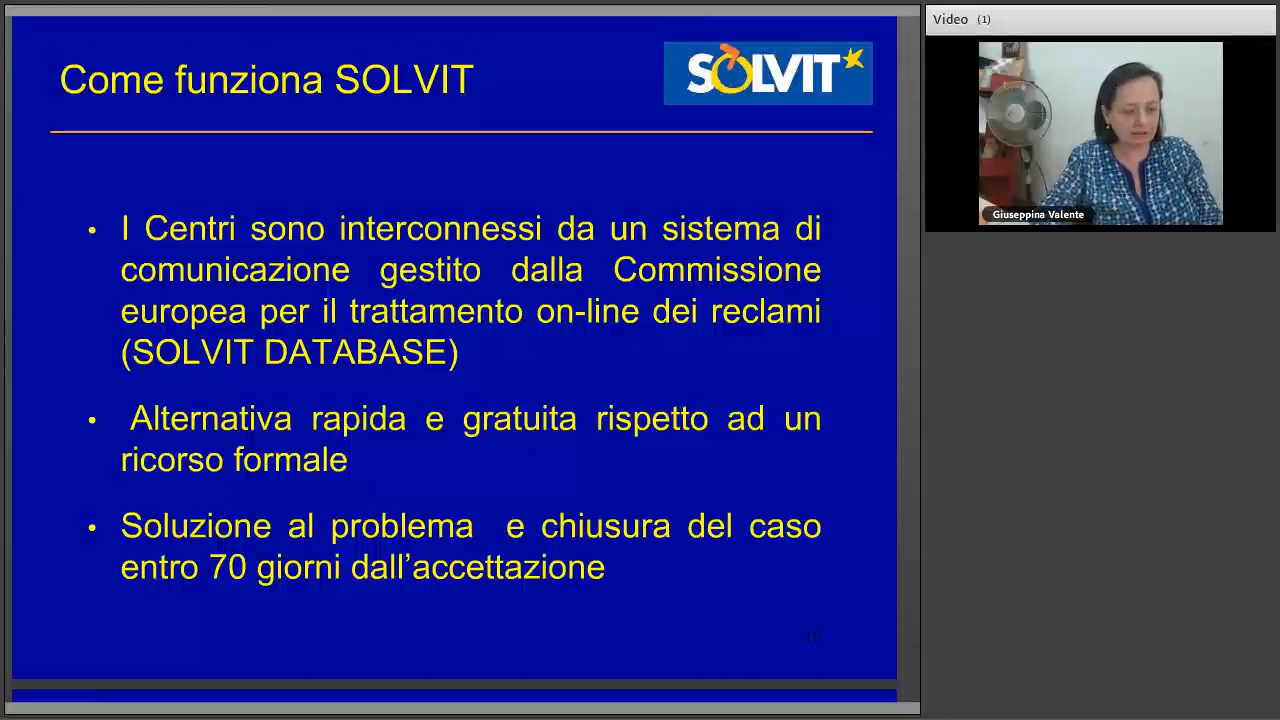 Come funziona SOLVIT
SOLVIT
• I Centri sono interconnessi da un sistema di
comunicazione gestito dalla Commissione
europea per il trattamento on-line dei reclami
(SOLVIT DATABASE)
• Alternativa rapida e gratuita rispetto ad un
ricorso formale
• Soluzione al problema e chiusura del caso
entro 70 giorni dall’accettazione
Video (1)
Giuseppina Valente